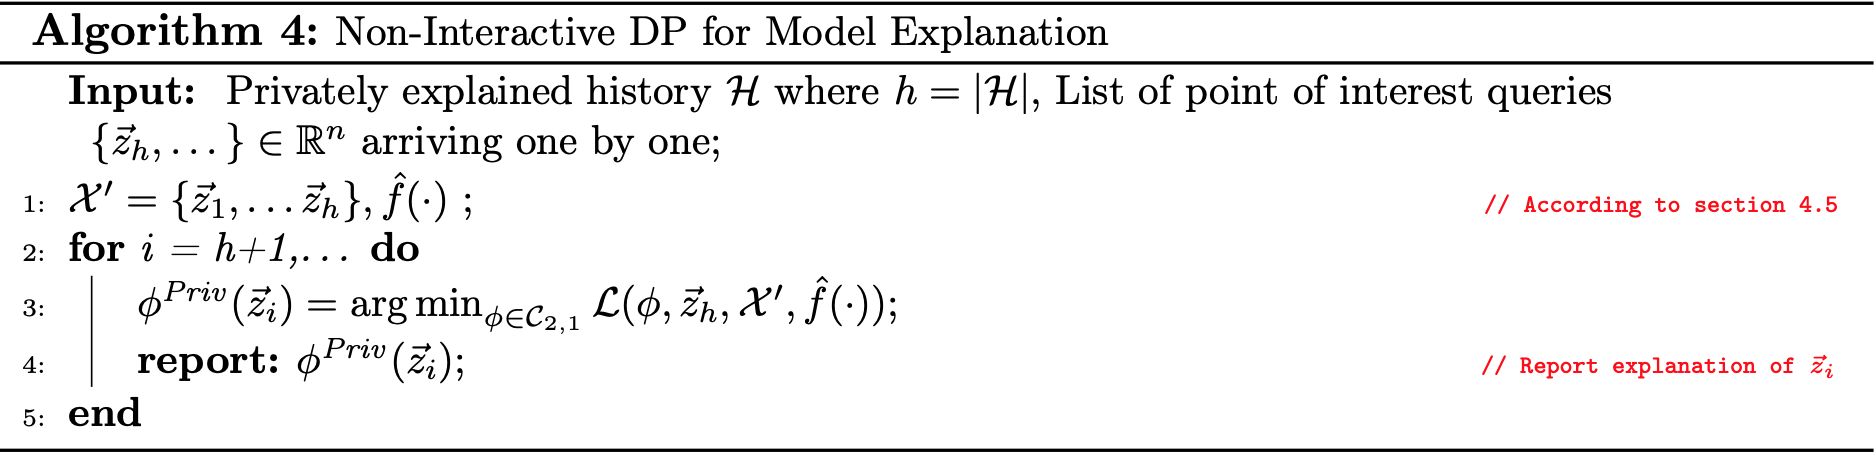 Algorithm 4: Non-Interactive DP for Model Explanation
Input: Privately explained history ℋ where h = |ℋ|, List of point of interest queries
{z⃗_h, . . . } ∈ ℝ^n arriving one by one;
1: 𝒳′ = {z⃗_1, . . . z⃗_h}, f̂(·) ; // According to section 4.5
2: for i = h+1,. . . do
3: ϕ^{Priv}(z⃗_i) = arg min_{ϕ∈𝒞_{2,1}} ℒ(ϕ, z⃗_h, 𝒳′, f̂(·));
4: report: ϕ^{Priv}(z⃗_i); // Report explanation of z⃗_i
5: end